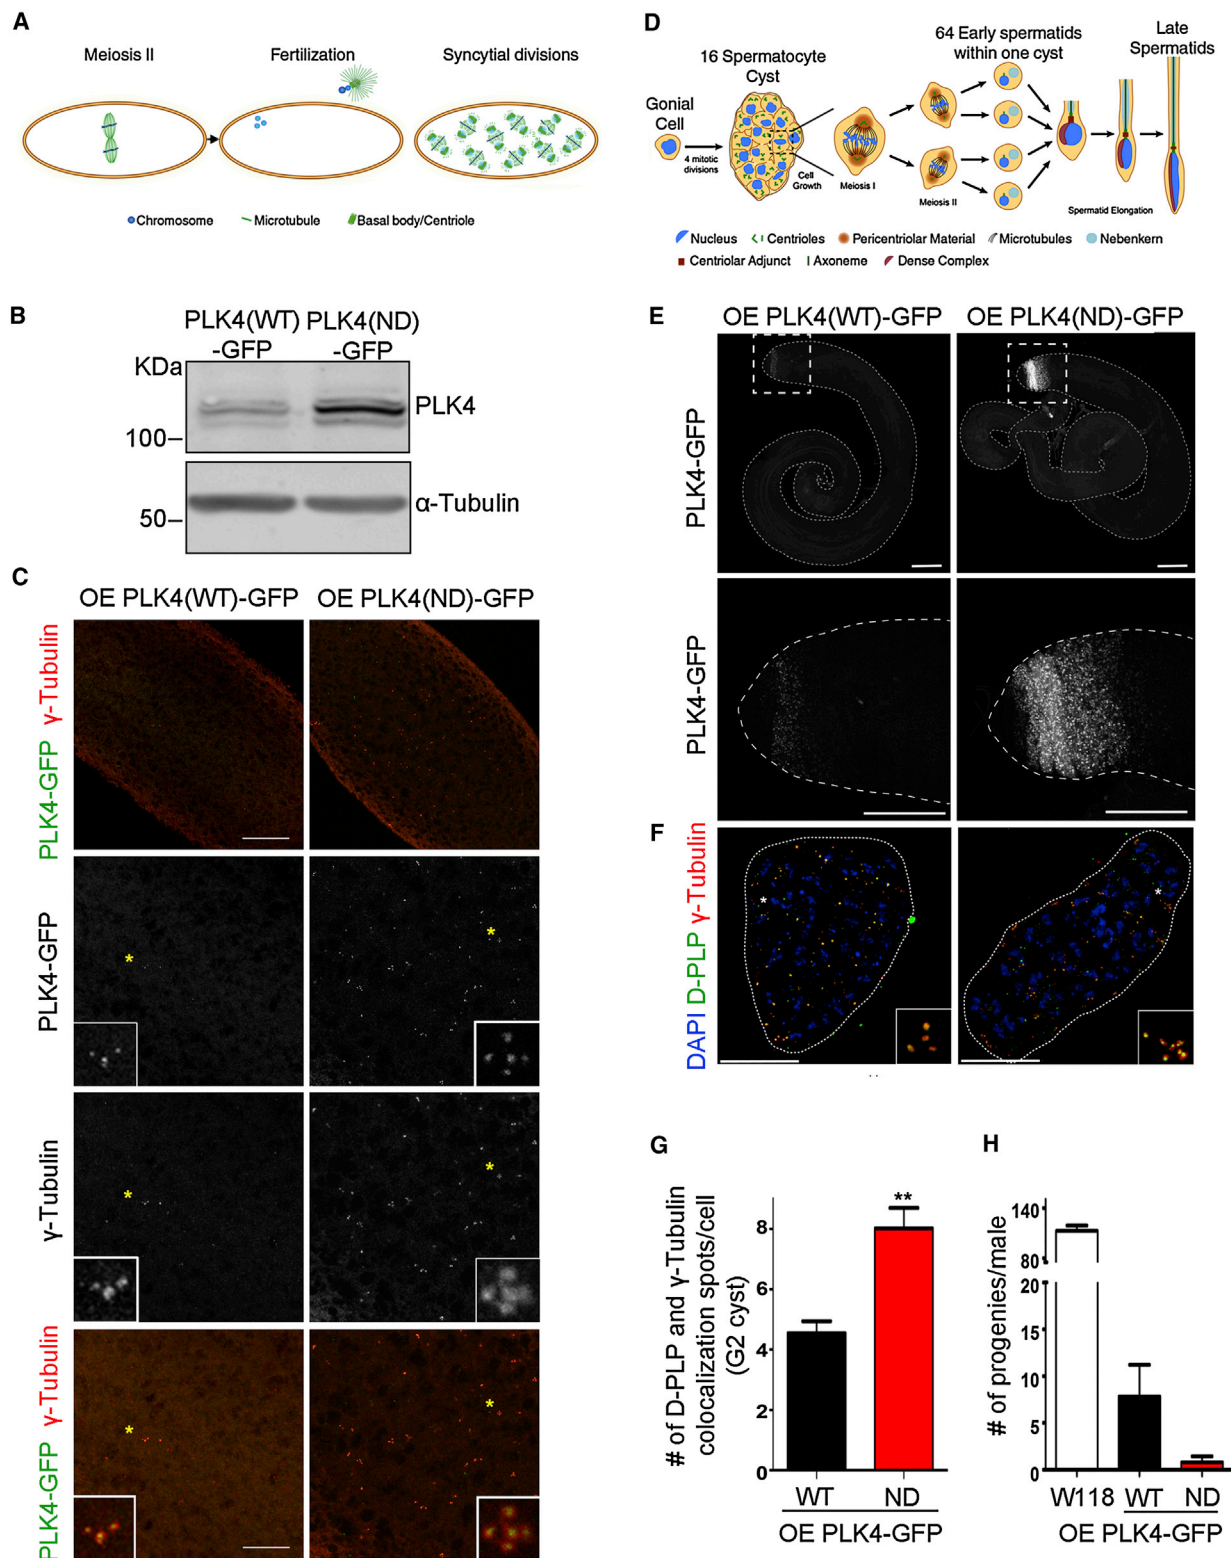 A
Meiosis II
Fertilization
Syncytial divisions
Chromosome
Microtubule
Basal body/Centriole
B
PLK4(WT)
-GFP
PLK4(ND)
-GFP
KDa
PLK4
100
α-Tubulin
50
C
OE PLK4(WT)-GFP
OE PLK4(ND)-GFP
PLK4-GFP γ-Tubulin
*
*
PLK4-GFP
*
*
γ-Tubulin
*
*
PLK4-GFP γ-Tubulin
D
16 Spermatocyte
Cyst
64 Early spermatids
within one cyst
Late
Spermatids
Gonial
Cell
4 mitotic
divisions
Cell
Growth
Meiosis I
Meiosis II
Spermatid Elongation
Nucleus
Centrioles
Pericentriolar Material
Microtubules
Nebenkern
Centriolar Adjunct
Axoneme
Dense Complex
E
OE PLK4(WT)-GFP
OE PLK4(ND)-GFP
PLK4-GFP
PLK4-GFP
F
DAPI D-PLP γ-Tubulin
*
*
G
# of D-PLP and γ-Tubulin
colocalization spots/cell
(G2 cyst)
8
6
4
2
0
**
WT
ND
OE PLK4-GFP
H
# of progenies/male
140
80
20
15
10
5
0
W118
WT
ND
OE PLK4-GFP